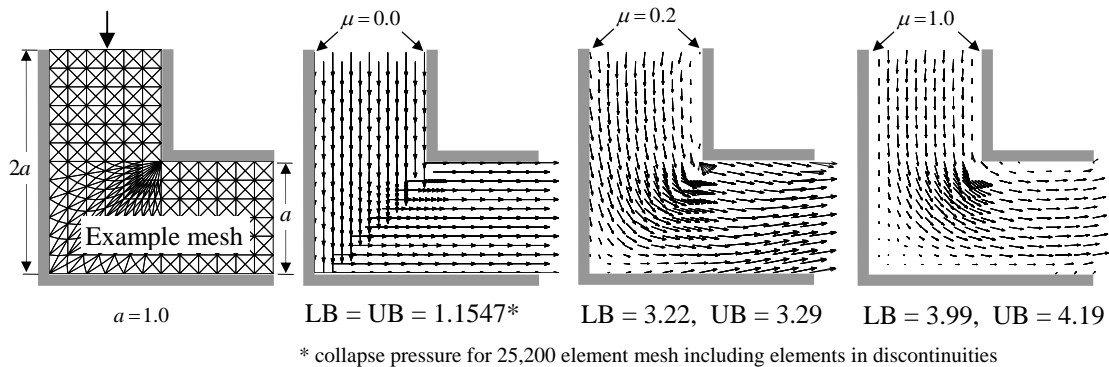 μ = 0.0
μ = 0.2
μ = 1.0
2a
a
Example mesh
a = 1.0
LB = UB = 1.1547*
LB = 3.22, UB = 3.29
LB = 3.99, UB = 4.19
* collapse pressure for 25,200 element mesh including elements in discontinuities